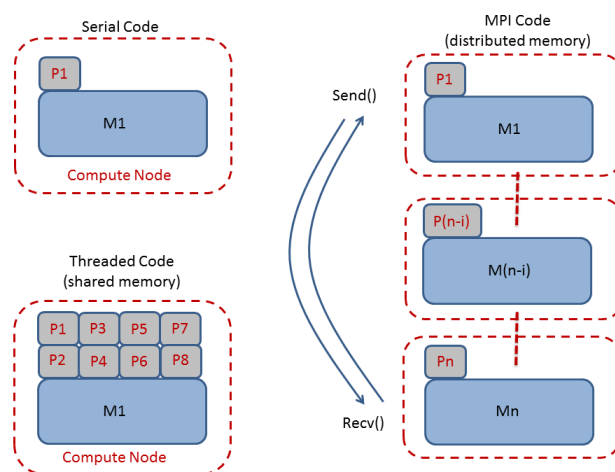 Serial Code
P1
M1
Compute Node
Threaded Code
(shared memory)
P1 P3 P5 P7
P2 P4 P6 P8
M1
Compute Node
Send()
Recv()
MPI Code
(distributed memory)
P1
M1
P(n-i)
M(n-i)
Pn
Mn